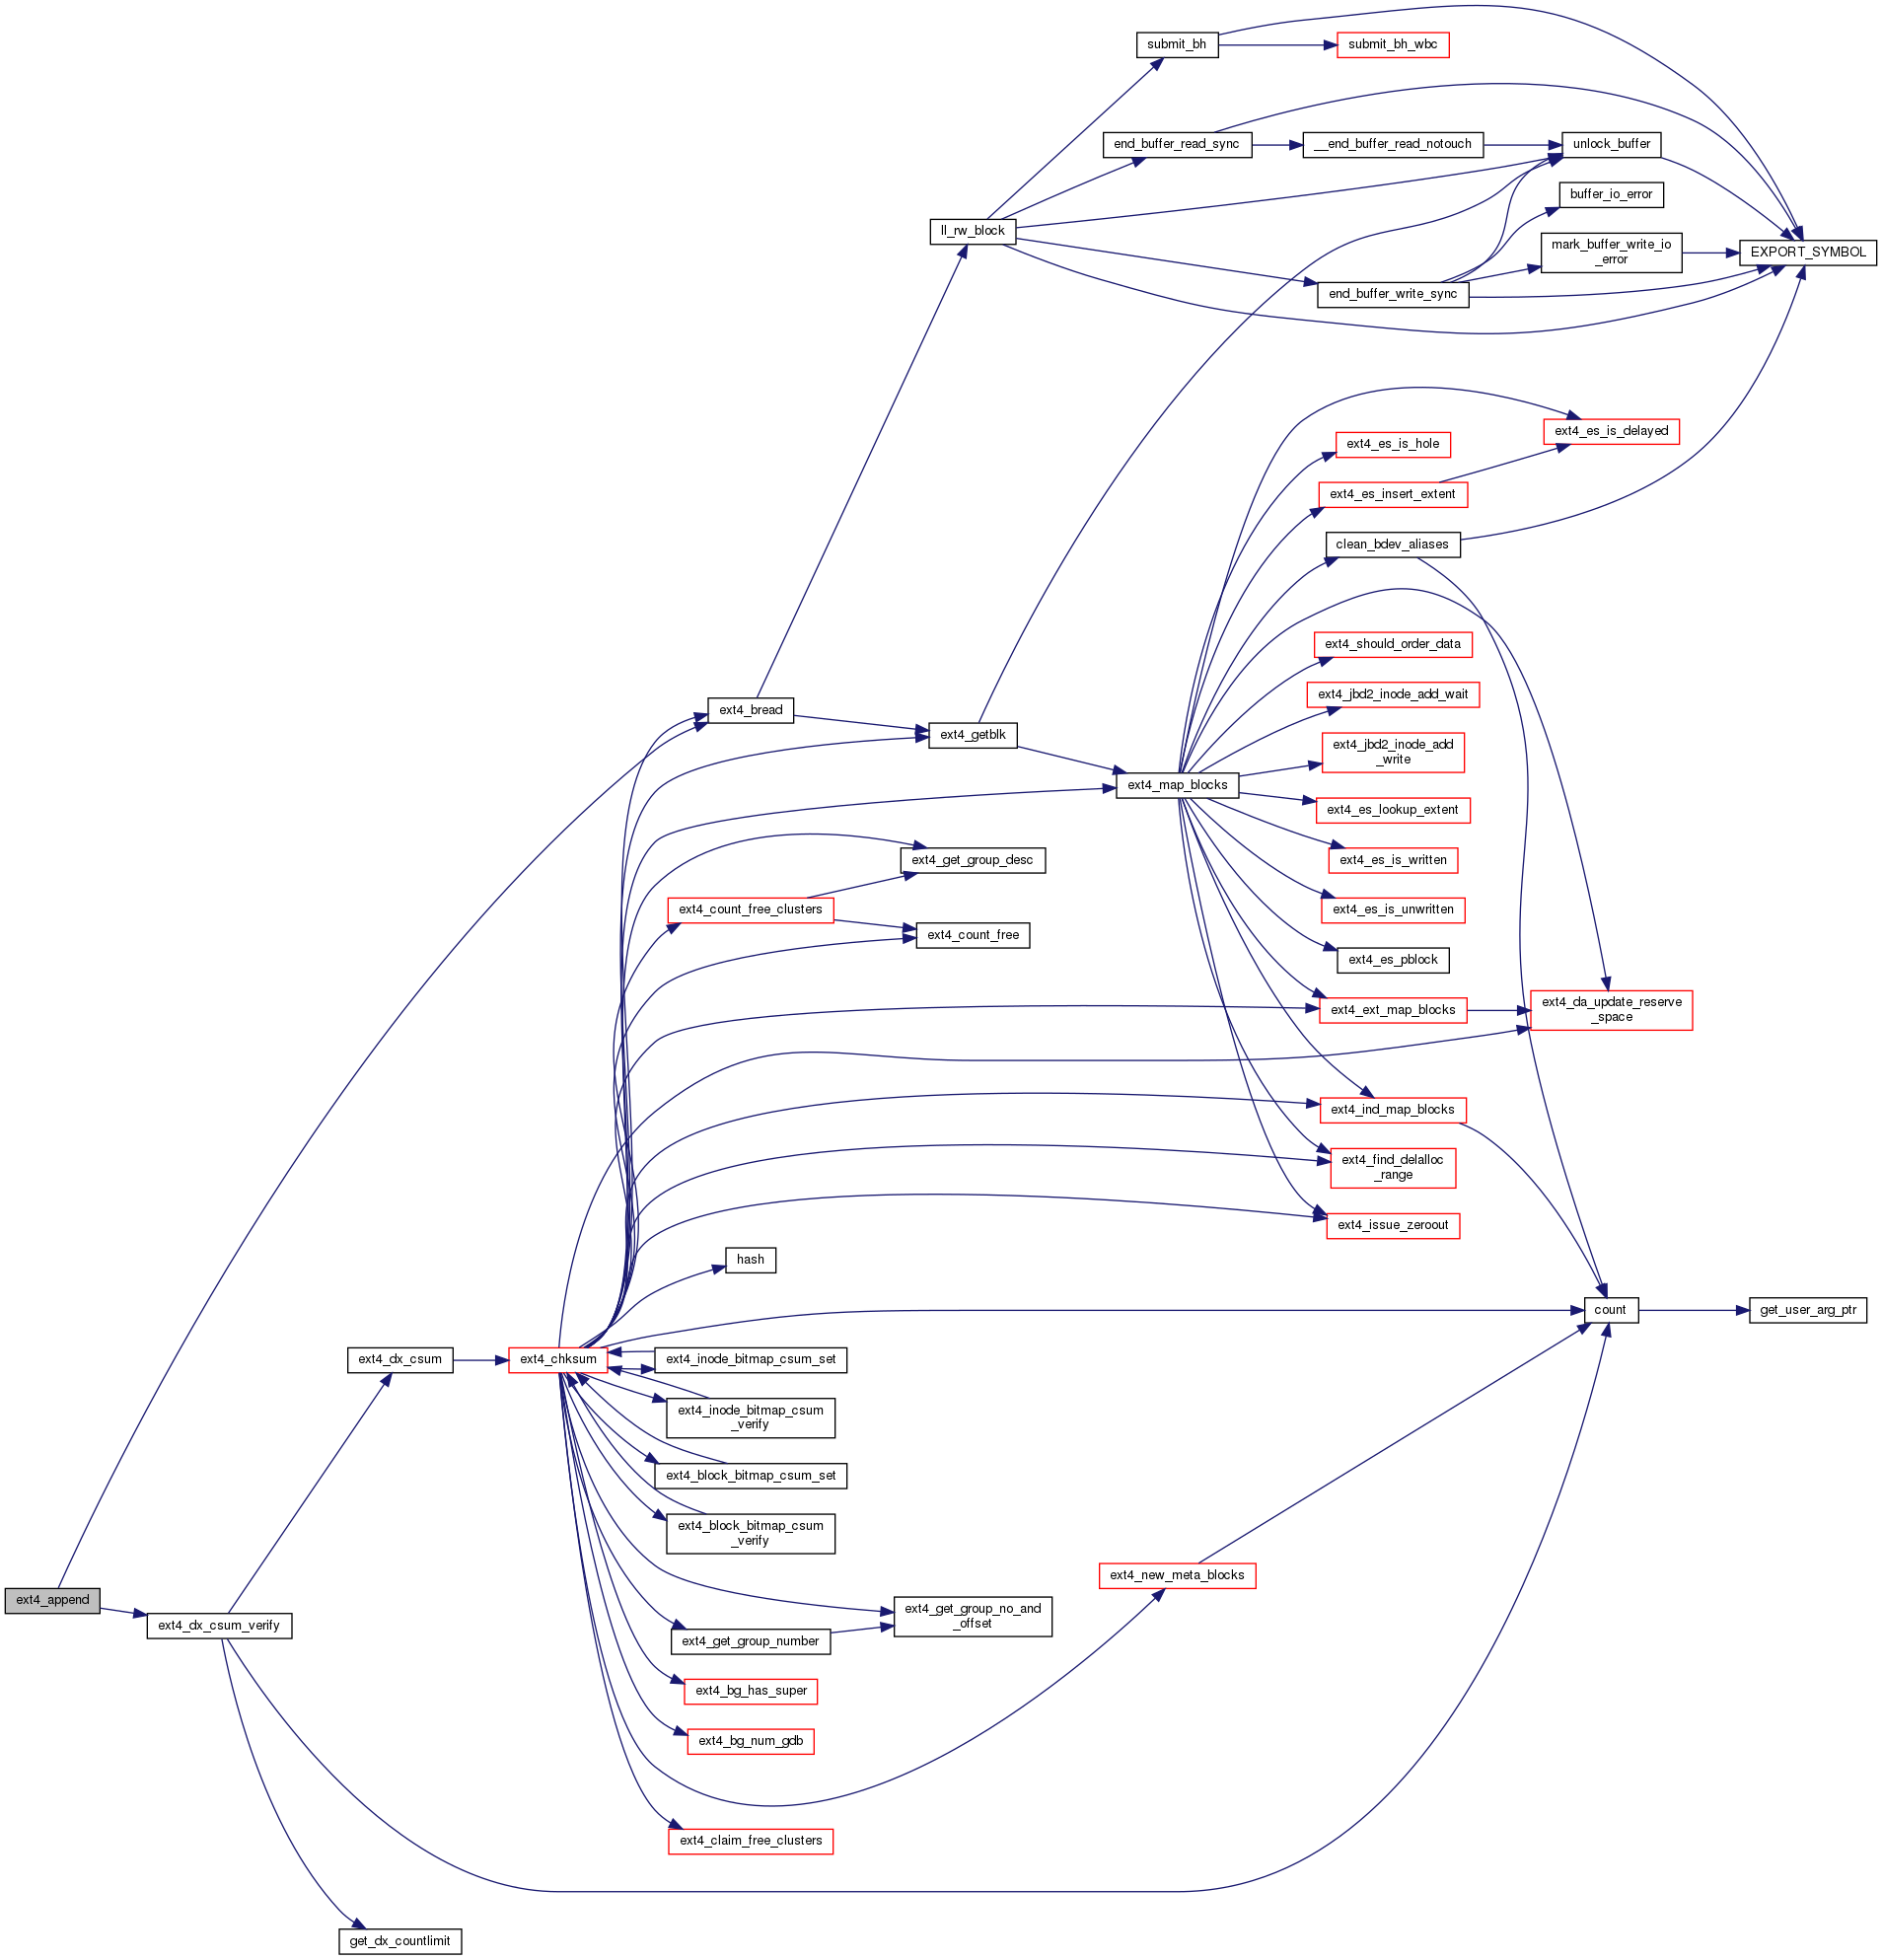 submit_bh
submit_bh_wbc
end_buffer_read_sync
__end_buffer_read_notouch
unlock_buffer
buffer_io_error
ll_rw_block
mark_buffer_write_io
_error
EXPORT_SYMBOL
end_buffer_write_sync
ext4_es_is_delayed
ext4_es_is_hole
ext4_es_insert_extent
clean_bdev_aliases
ext4_should_order_data
ext4_jbd2_inode_add_wait
ext4_bread
ext4_getblk
ext4_jbd2_inode_add
_write
ext4_map_blocks
ext4_es_lookup_extent
ext4_get_group_desc
ext4_es_is_written
ext4_count_free_clusters
ext4_es_is_unwritten
ext4_count_free
ext4_es_pblock
ext4_ext_map_blocks
ext4_da_update_reserve
_space
ext4_ind_map_blocks
ext4_find_delalloc
_range
ext4_issue_zeroout
hash
count
get_user_arg_ptr
ext4_dx_csum
ext4_chksum
ext4_inode_bitmap_csum_set
ext4_inode_bitmap_csum
_verify
ext4_block_bitmap_csum_set
ext4_block_bitmap_csum
_verify
ext4_new_meta_blocks
ext4_append
ext4_dx_csum_verify
ext4_get_group_no_and
_offset
ext4_get_group_number
ext4_bg_has_super
ext4_bg_num_gdb
ext4_claim_free_clusters
get_dx_countlimit